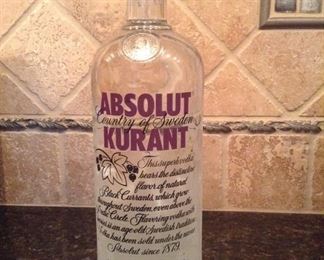 ABSOLUT
Country of Sweden
KURANT
This superb vodka
bears the distinctive
flavor of natural
Black Currants, which grow
throughout Sweden, even above the
Arctic Circle. Flavoring vodka with
is an age-old Swedish tradition
vodka has been sold under the name
Absolut since 1879.